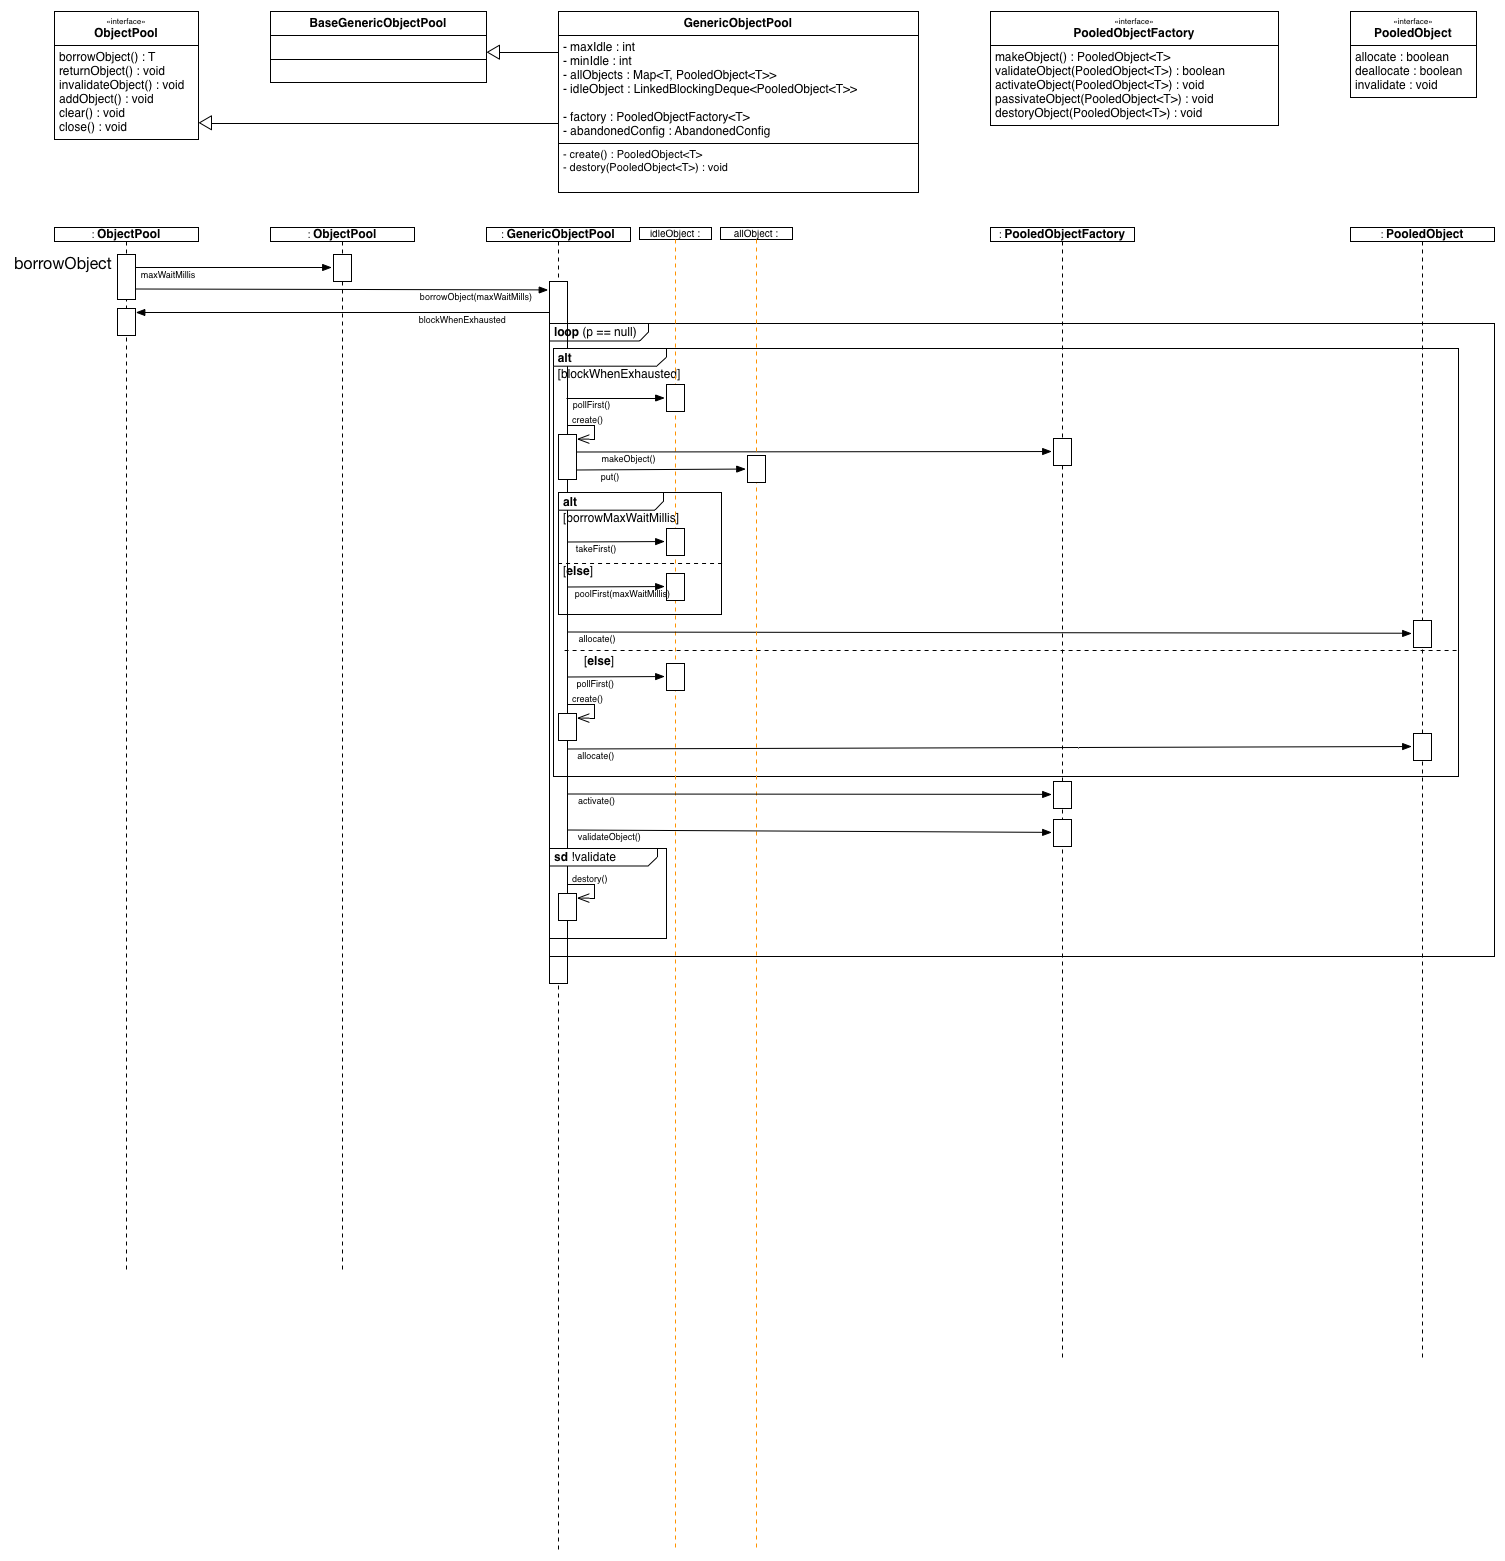 «interface»
ObjectPool
borrowObject() : T
returnObject() : void
invalidateObject() : void
addObject() : void
clear() : void
close() : void
BaseGenericObjectPool
GenericObjectPool
- maxIdle : int
- minIdle : int
- allObjects : Map<T, PooledObject<T>>
- idleObject : LinkedBlockingDeque<PooledObject<T>>
- factory : PooledObjectFactory<T>
- abandonedConfig : AbandonedConfig
- create() : PooledObject<T>
- destory(PooledObject<T>) : void
«interface»
PooledObjectFactory
makeObject() : PooledObject<T>
validateObject(PooledObject<T>) : boolean
activateObject(PooledObject<T>) : void
passivateObject(PooledObject<T>) : void
destoryObject(PooledObject<T>) : void
«interface»
PooledObject
allocate : boolean
deallocate : boolean
invalidate : void
: ObjectPool
: ObjectPool
: GenericObjectPool
idleObject :
allObject :
: PooledObjectFactory
: PooledObject
borrowObject
maxWaitMillis
borrowObject(maxWaitMills)
blockWhenExhausted
loop (p == null)
alt
[blockWhenExhausted]
pollFirst()
create()
makeObject()
put()
alt
[borrowMaxWaitMillis]
takeFirst()
[else]
poolFirst(maxWaitMillis)
allocate()
[else]
pollFirst()
create()
allocate()
activate()
validateObject()
sd !validate
destory()